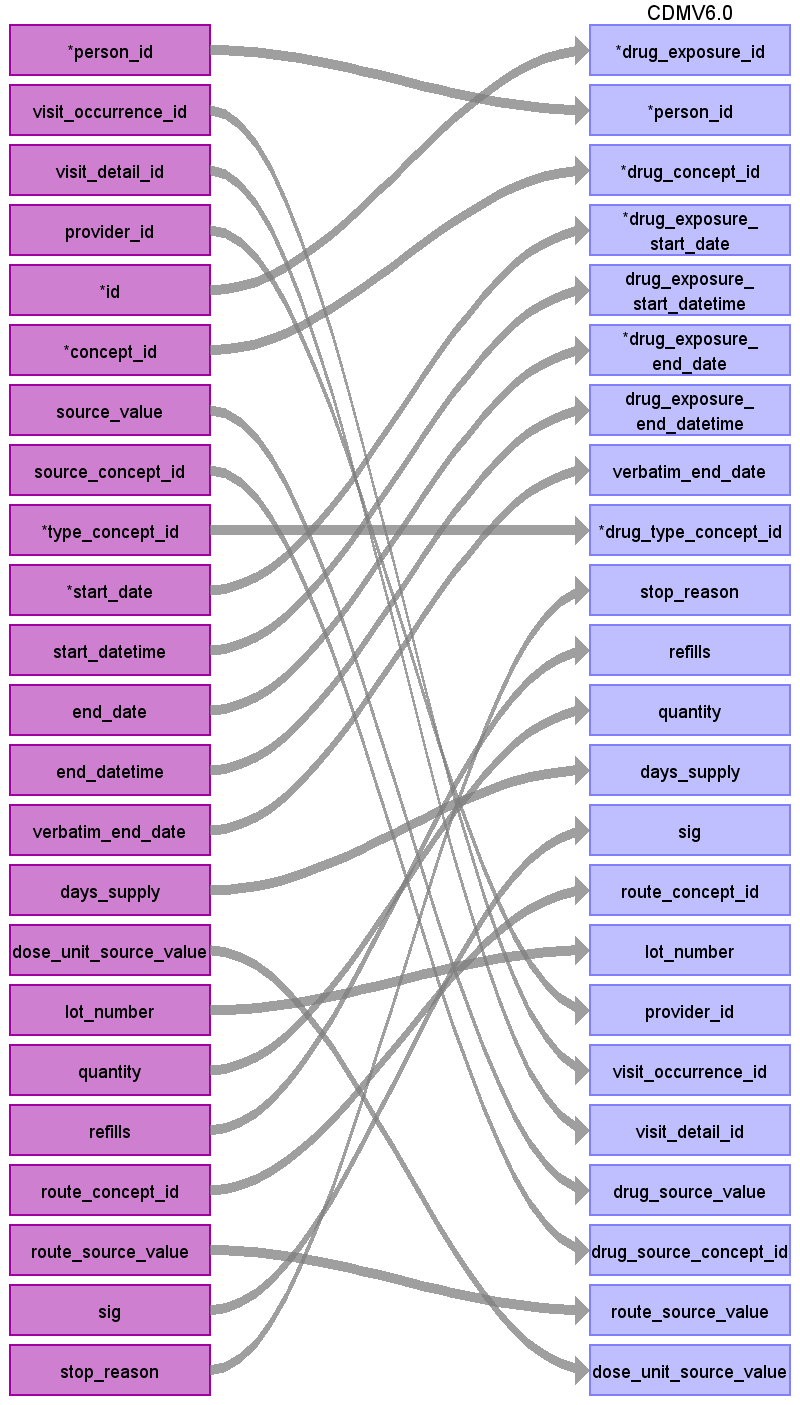 CDMV6.0
*person_id
visit_occurrence_id
visit_detail_id
provider_id
*id
*concept_id
source_value
source_concept_id
*type_concept_id
*start_date
start_datetime
end_date
end_datetime
verbatim_end_date
days_supply
dose_unit_source_value
lot_number
quantity
refills
route_concept_id
route_source_value
sig
stop_reason
*drug_exposure_id
*person_id
*drug_concept_id
*drug_exposure_
start_date
drug_exposure_
start_datetime
*drug_exposure_
end_date
drug_exposure_
end_datetime
verbatim_end_date
*drug_type_concept_id
stop_reason
refills
quantity
days_supply
sig
route_concept_id
lot_number
provider_id
visit_occurrence_id
visit_detail_id
drug_source_value
drug_source_concept_id
route_source_value
dose_unit_source_value